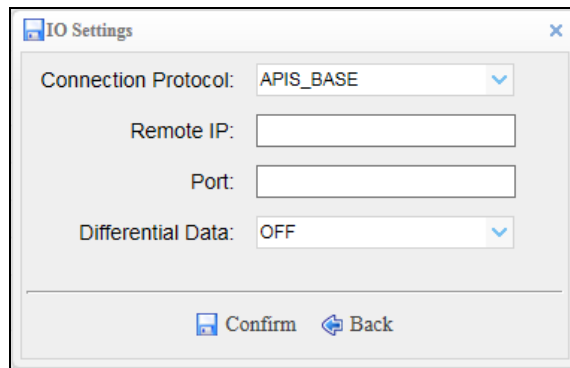 IO Settings
Connection Protocol: APIS_BASE
Remote IP:
Port:
Differential Data: OFF
Confirm Back